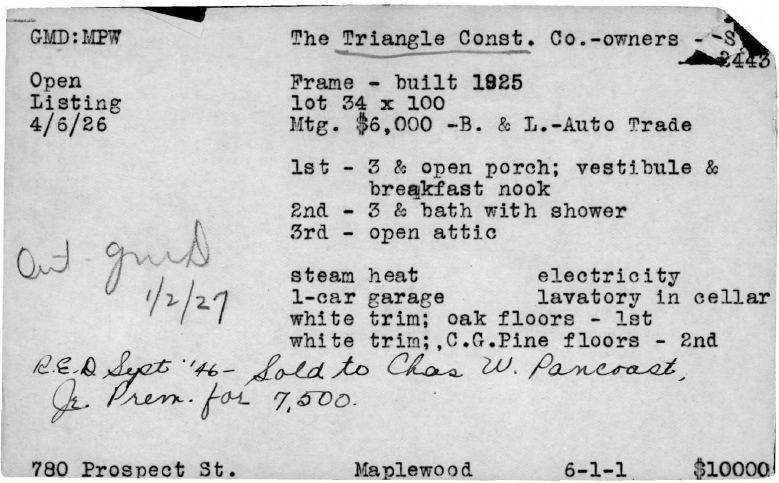 GMD:MPW The Triangle Const. Co.-owners - -S
2443
Open Frame - built 1925
Listing lot 34 x 100
4/6/26 Mtg. $6,000 -B. & L.-Auto Trade
1st - 3 & open porch; vestibule &
breakfast nook
2nd - 3 & bath with shower
3rd - open attic
Out GMD
1/2/27
steam heat electricity
1-car garage lavatory in cellar
white trim; oak floors - 1st
white trim;,C.G.Pine floors - 2nd
R.E.D Sept '46- Sold to Chas W. Pancoast,
Jr. Prem. for 7,500.
780 Prospect St. Maplewood 6-1-1 $10000